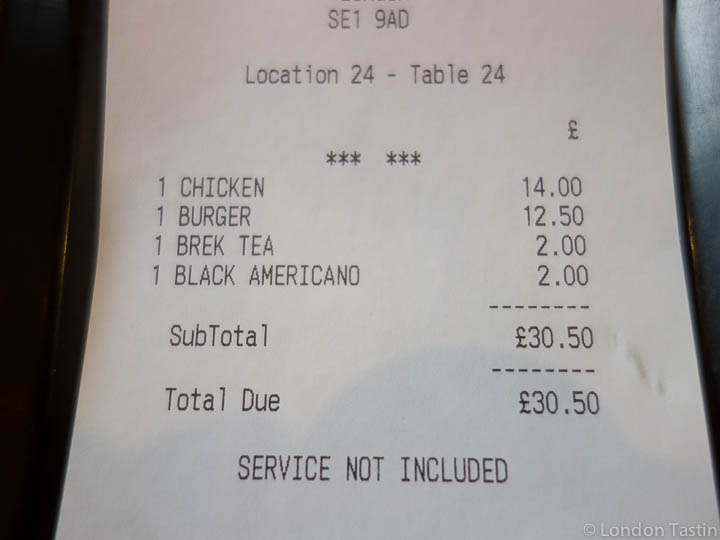 SE1 9AD
Location 24 - Table 24
£
*** ***
1 CHICKEN 14.00
1 BURGER 12.50
1 BREK TEA 2.00
1 BLACK AMERICANO 2.00
--------
SubTotal £30.50
--------
Total Due £30.50
SERVICE NOT INCLUDED
© London Tastin